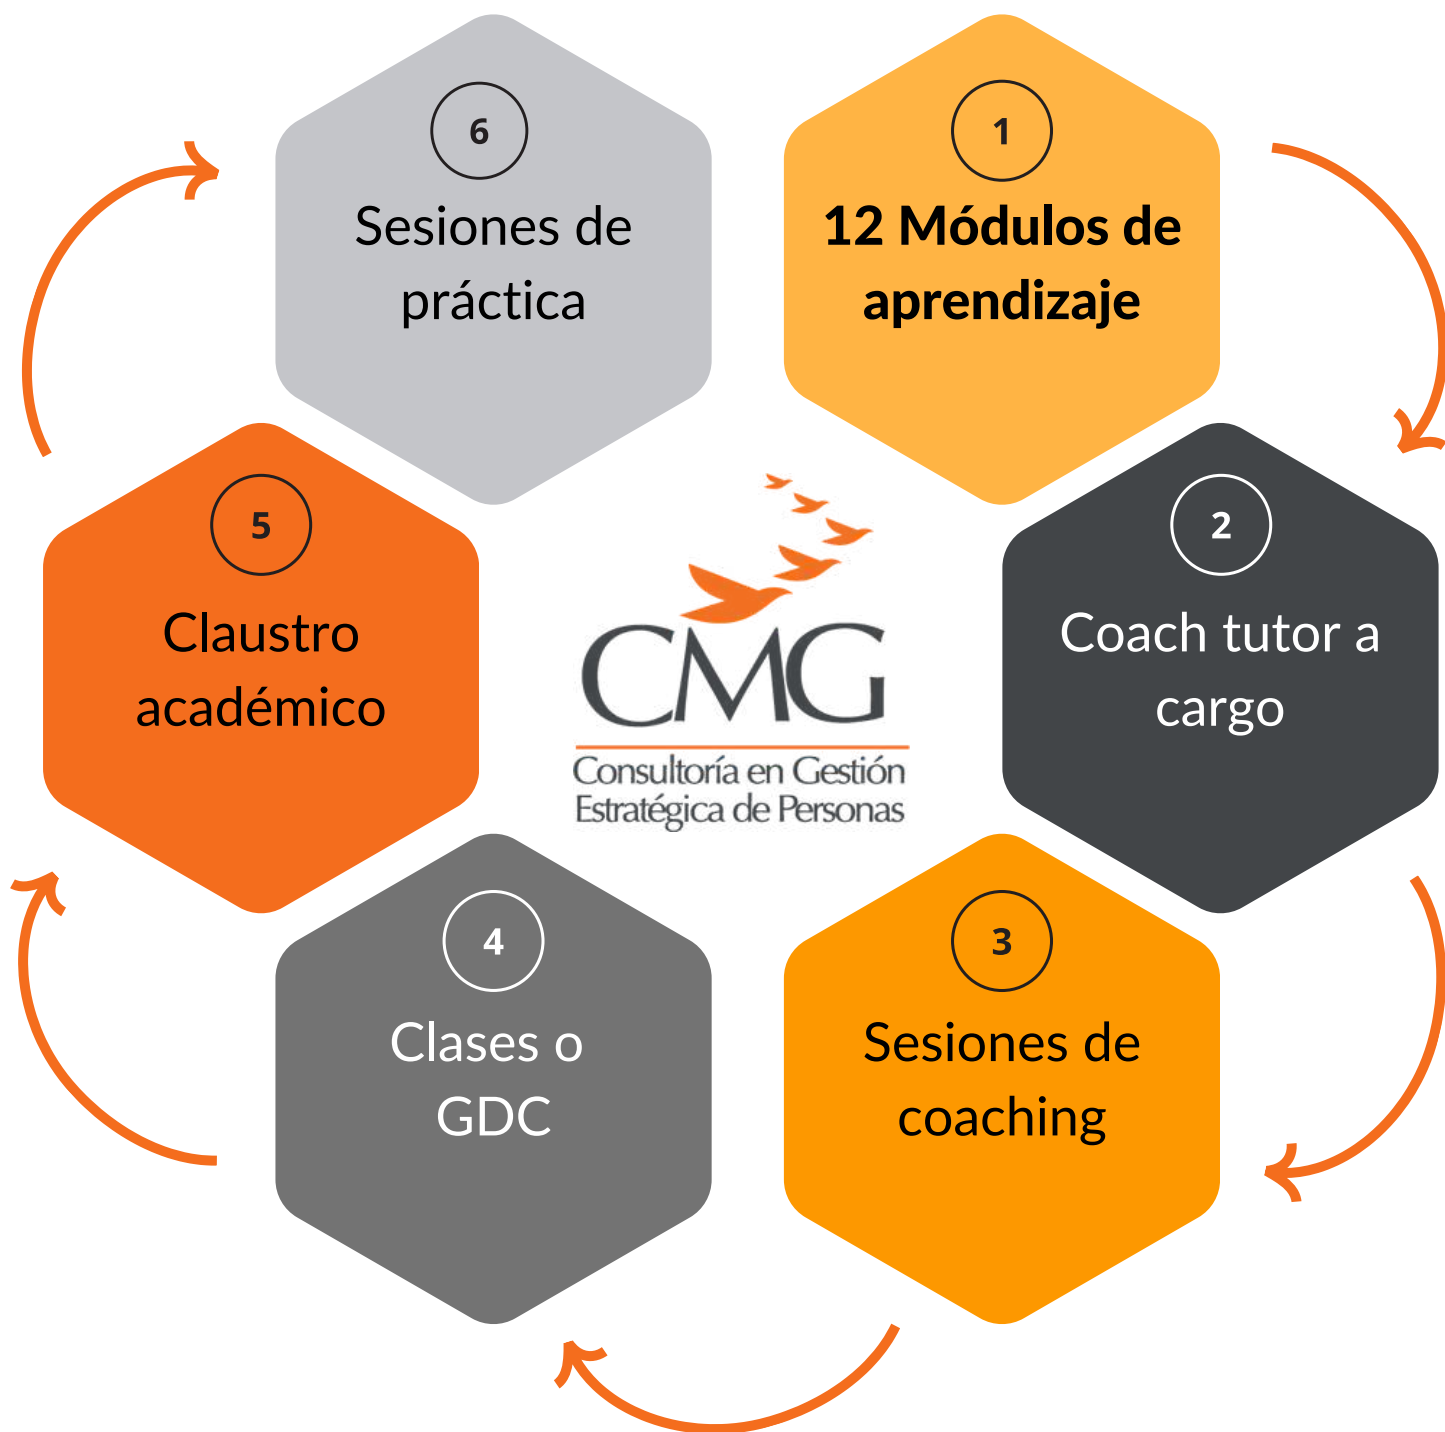 1
12 Módulos de
aprendizaje
2
Coach tutor a
cargo
3
Sesiones de
coaching
4
Clases o
GDC
5
Claustro
académico
6
Sesiones de
práctica
CMG
Consultoría en Gestión
Estratégica de Personas